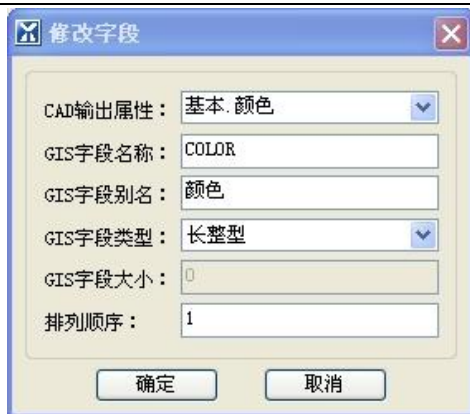 修改字段
CAD输出属性： 基本.颜色
GIS字段名称： COLOR
GIS字段别名： 颜色
GIS字段类型： 长整型
GIS字段大小： 0
排列顺序： 1
确定 取消